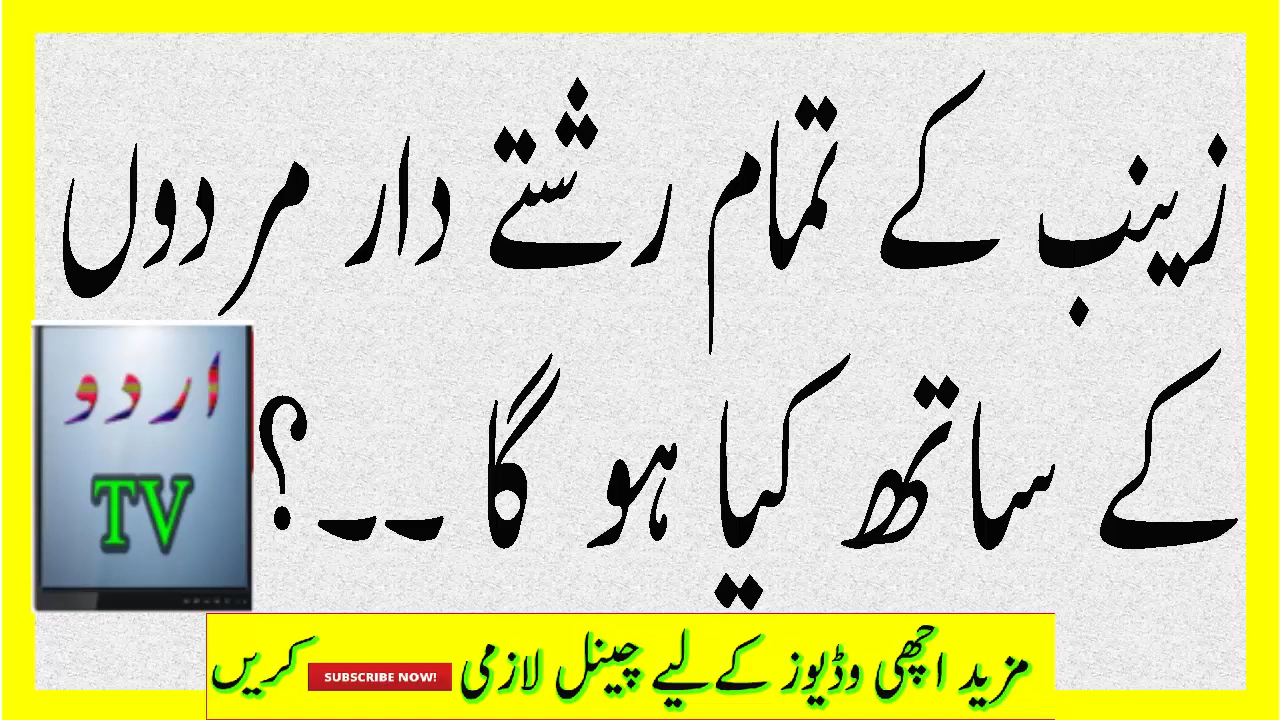 زینب کے تمام رشتے دار مردوں
کے ساتھ کیا ہو گا ۔۔؟
اردو
TV
مزید اچھی وڈیوز کے لیے چینل لازمی SUBSCRIBE NOW! کریں